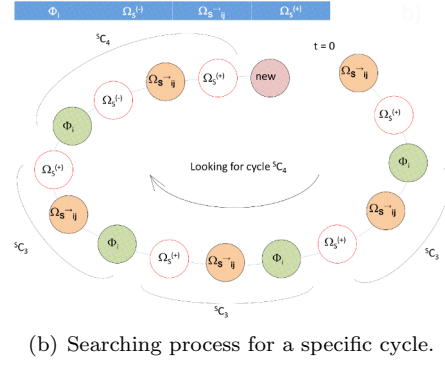 Φi ΩS(-) ΩS→ij ΩS(+)
SC4
t = 0
ΩS(-) ΩS→ij ΩS(+) new ΩS→ij
ΩS(+)
Φi
ΩS(+) Φi
Looking for cycle SC4
ΩS→ij ΩS→ij
SC3 Φi ΩS(+) ΩS→ij Φi ΩS(+) SC3
SC3
(b) Searching process for a specific cycle.